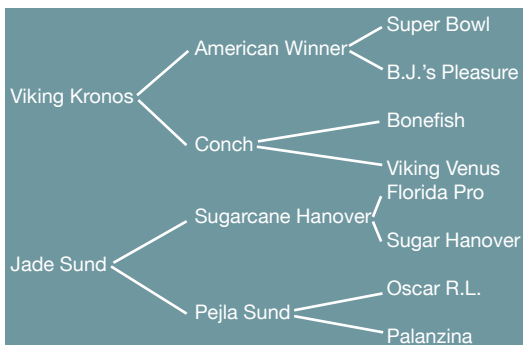 Super Bowl
American Winner
B.J.'s Pleasure
Viking Kronos
Bonefish
Conch
Viking Venus
Florida Pro
Sugarcane Hanover
Sugar Hanover
Jade Sund
Oscar R.L.
Pejla Sund
Palanzina